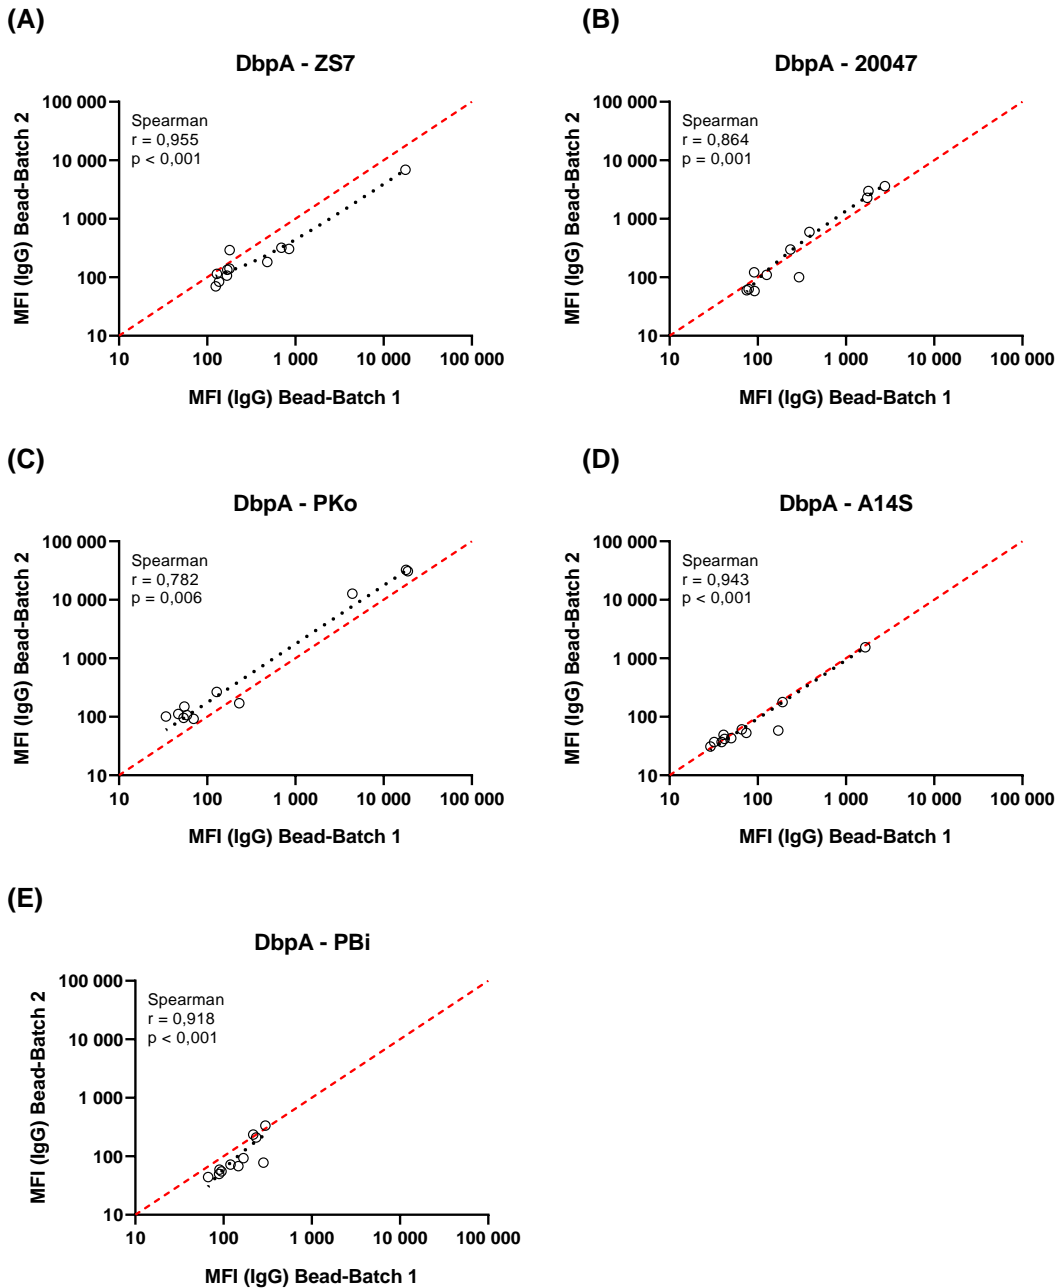 (A)
DbpA - ZS7
100 000
10 000
1 000
100
10
MFI (IgG) Bead-Batch 2
Spearman
r = 0,955
p < 0,001
10 100 1 000 10 000 100 000
MFI (IgG) Bead-Batch 1
(B)
DbpA - 20047
100 000
10 000
1 000
100
10
MFI (IgG) Bead-Batch 2
Spearman
r = 0,864
p = 0,001
10 100 1 000 10 000 100 000
MFI (IgG) Bead-Batch 1
(C)
DbpA - PKo
100 000
10 000
1 000
100
10
MFI (IgG) Bead-Batch 2
Spearman
r = 0,782
p = 0,006
10 100 1 000 10 000 100 000
MFI (IgG) Bead-Batch 1
(D)
DbpA - A14S
100 000
10 000
1 000
100
10
MFI (IgG) Bead-Batch 2
Spearman
r = 0,943
p < 0,001
10 100 1 000 10 000 100 000
MFI (IgG) Bead-Batch 1
(E)
DbpA - PBi
100 000
10 000
1 000
100
10
MFI (IgG) Bead-Batch 2
Spearman
r = 0,918
p < 0,001
10 100 1 000 10 000 100 000
MFI (IgG) Bead-Batch 1